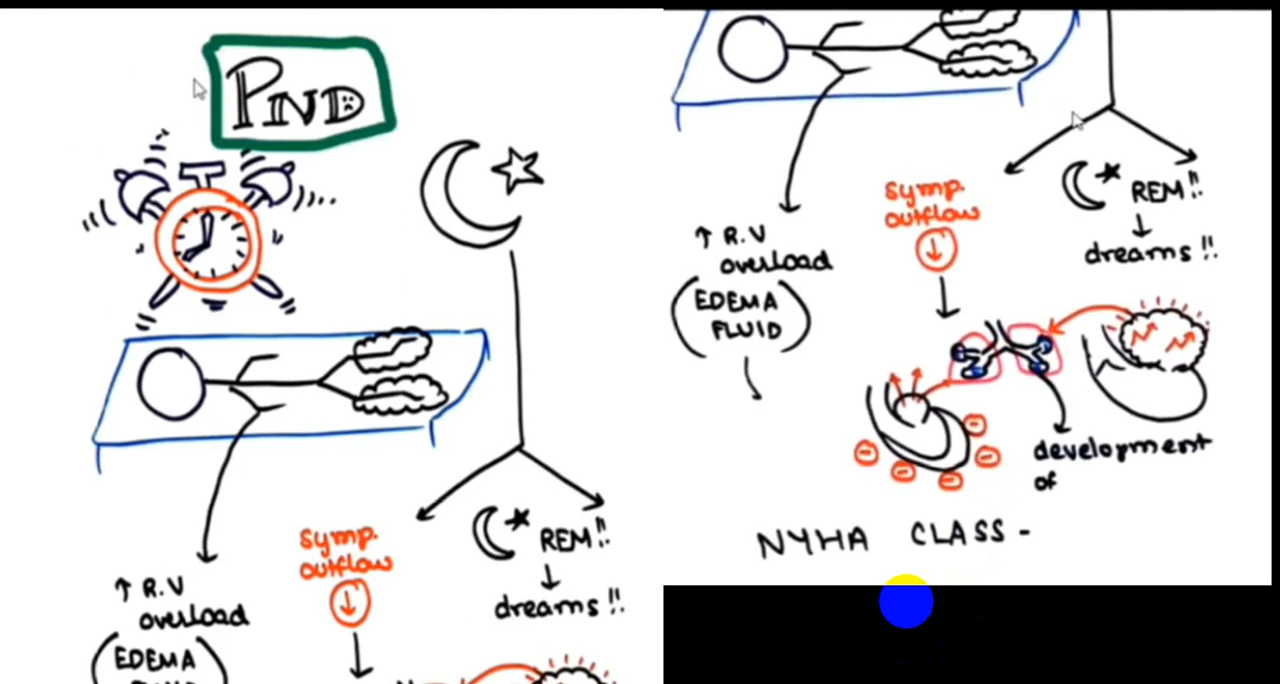 PND
↑ R.V
overload
(EDEMA
Symp.
outflow
↓
REM!!
↓
dreams!!
↑ R.V
overload
(EDEMA
FLUID)
Symp.
outflow
↓
REM!!
↓
dreams!!
development
of
NYHA CLASS -